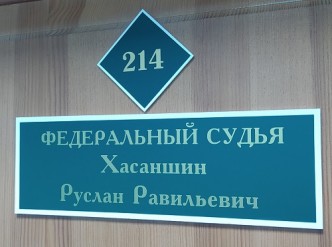 214
ФЕДЕРАЛЬНЫЙ СУДЬЯ
Хасаншин
Руслан Равильевич